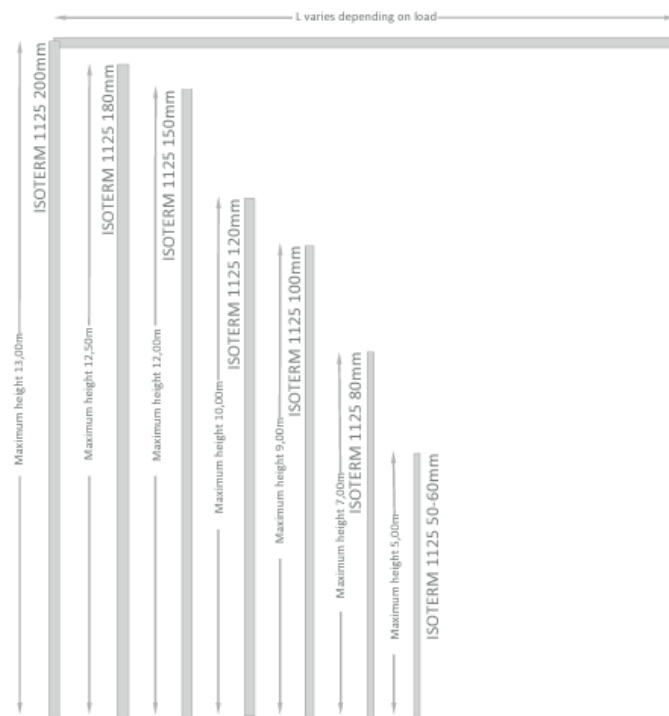 L varies depending on load
Maximum height 13,00m
ISOTERM 1125 200mm
Maximum height 12,50m
ISOTERM 1125 180mm
Maximum height 12,00m
ISOTERM 1125 150mm
Maximum height 10,00m
ISOTERM 1125 120mm
Maximum height 9,00m
ISOTERM 1125 100mm
Maximum height 7,00m
ISOTERM 1125 80mm
Maximum height 5,00m
ISOTERM 1125 50-60mm